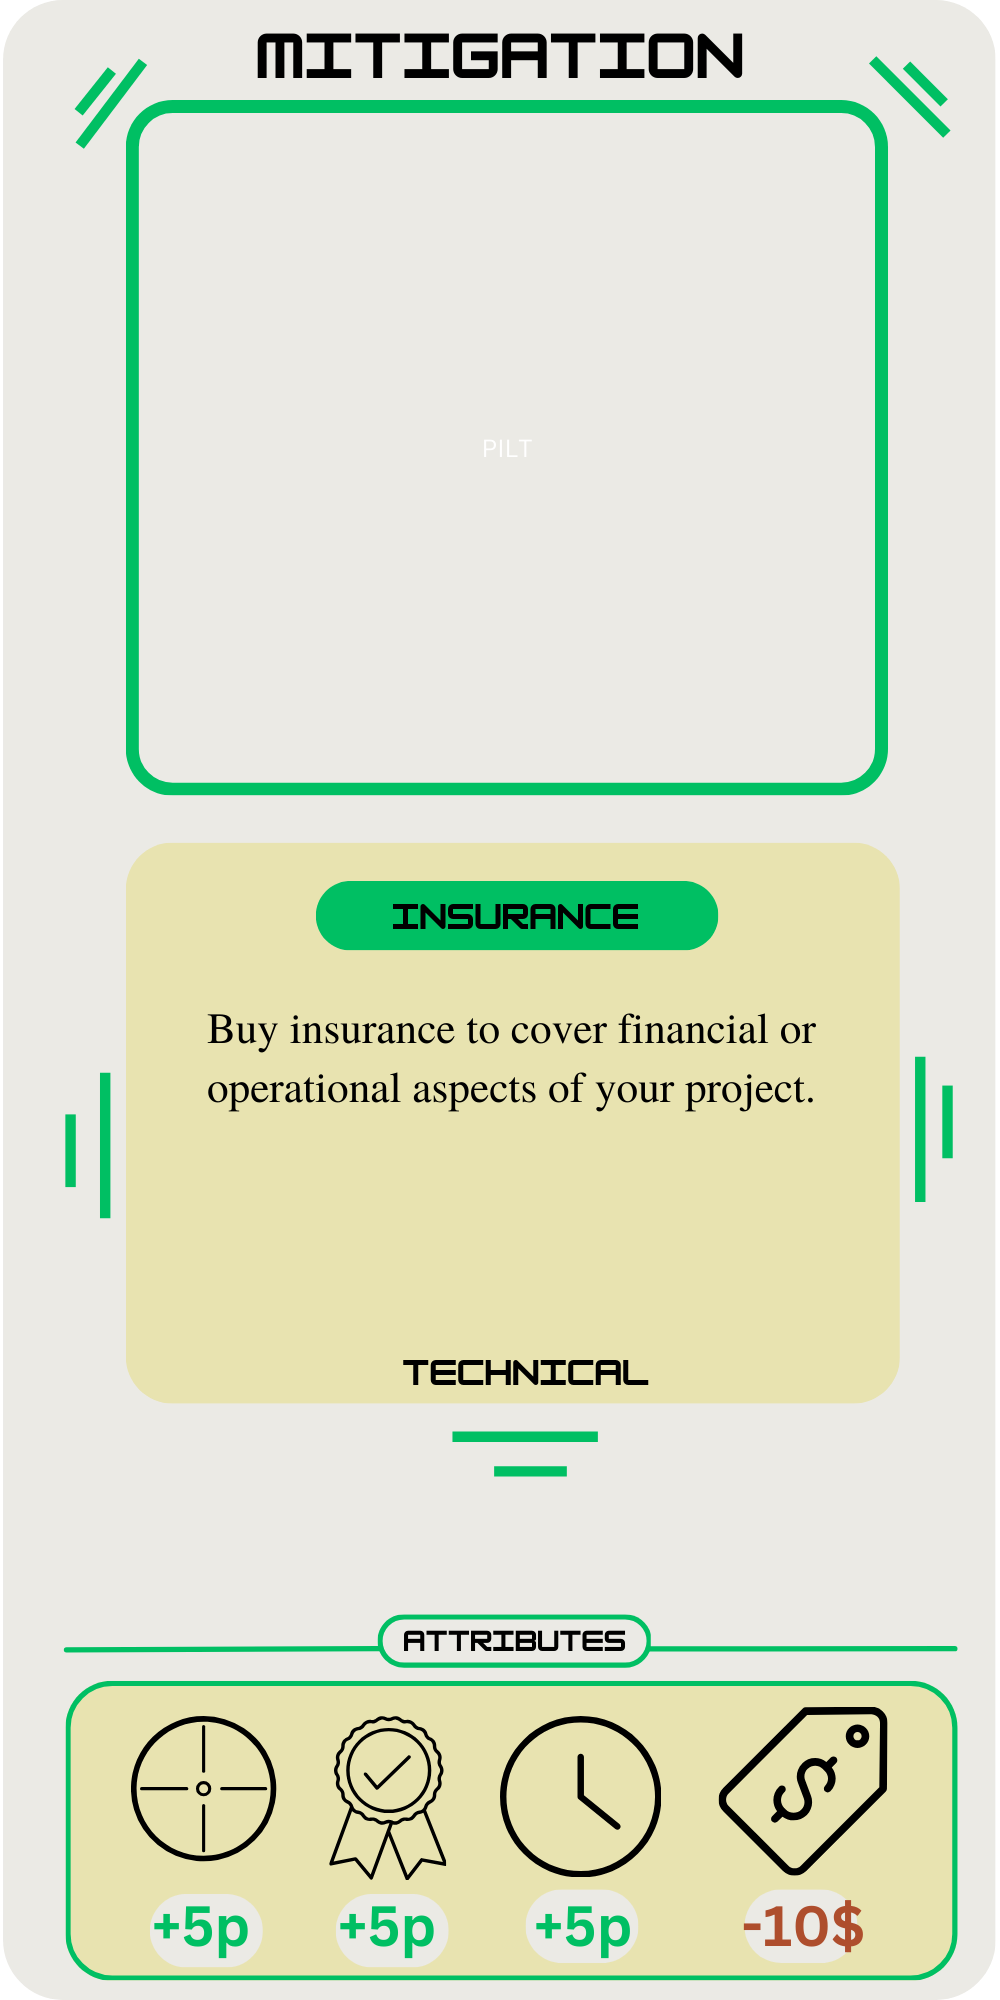 MITIGATION
PILT
INSURANCE
Buy insurance to cover financial or
operational aspects of your project.
TECHNICAL
ATTRIBUTES
+5p +5p +5p -10$